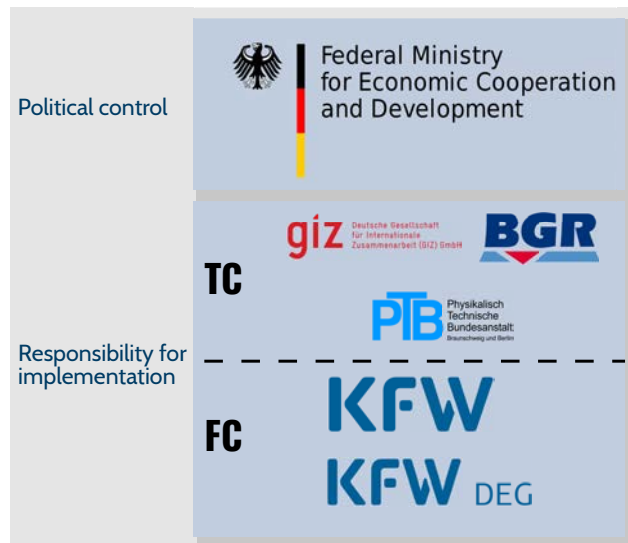 Political control
Federal Ministry
for Economic Cooperation
and Development
Responsibility for
implementation
TC
giz
Deutsche Gesellschaft
für Internationale
Zusammenarbeit (GIZ) GmbH
BGR
PTB
Physikalisch
Technische
Bundesanstalt
Braunschweig und Berlin
FC
KFW
KFW DEG